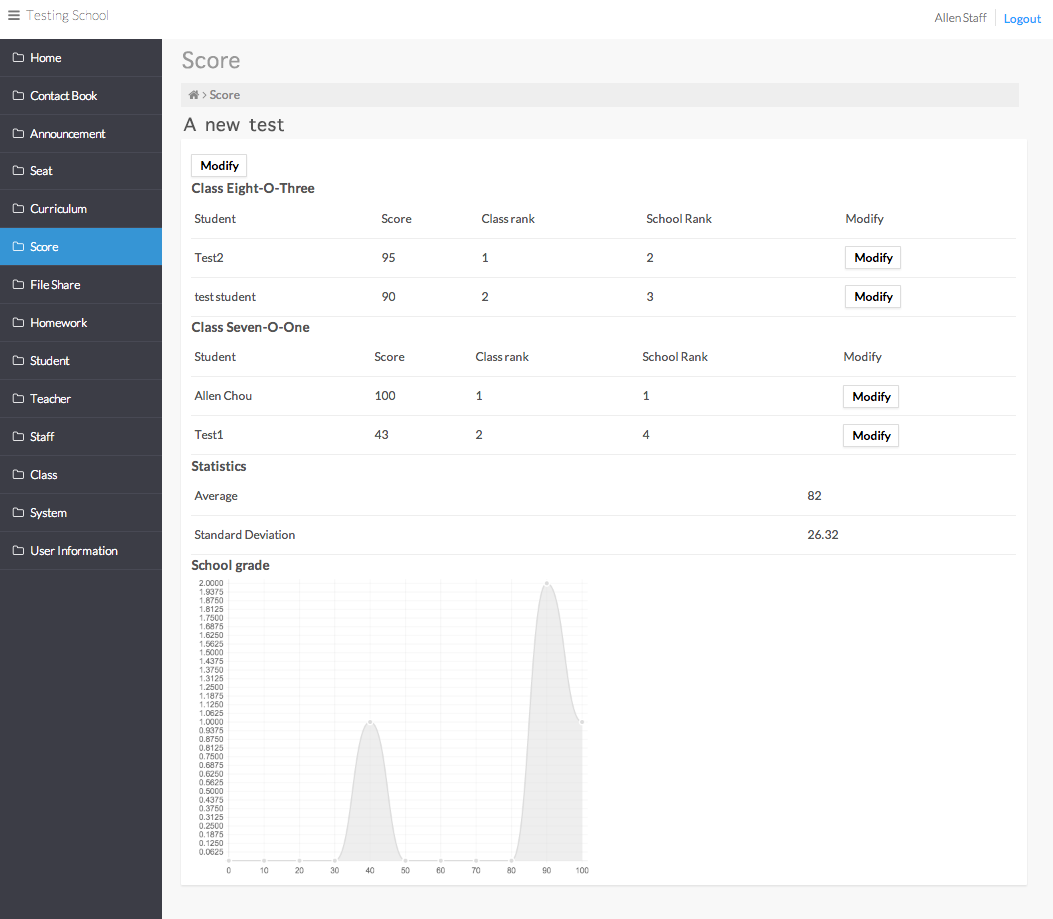 Testing School
Allen Staff Logout
Home
Contact Book
Announcement
Seat
Curriculum
Score
File Share
Homework
Student
Teacher
Staff
Class
System
User Information
Score
> Score
A new test
Modify
Class Eight-O-Three
Student Score Class rank School Rank Modify
Test2 95 1 2 Modify
test student 90 2 3 Modify
Class Seven-O-One
Student Score Class rank School Rank Modify
Allen Chou 100 1 1 Modify
Test1 43 2 4 Modify
Statistics
Average 82
Standard Deviation 26.32
School grade
2.0000
1.9375
1.8750
1.8125
1.7500
1.6875
1.6250
1.5625
1.5000
1.4375
1.3750
1.3125
1.2500
1.1875
1.1250
1.0625
1.0000
0.9375
0.8750
0.8125
0.7500
0.6875
0.6250
0.5625
0.5000
0.4375
0.3750
0.3125
0.2500
0.1875
0.1250
0.0625
0 10 20 30 40 50 60 70 80 90 100